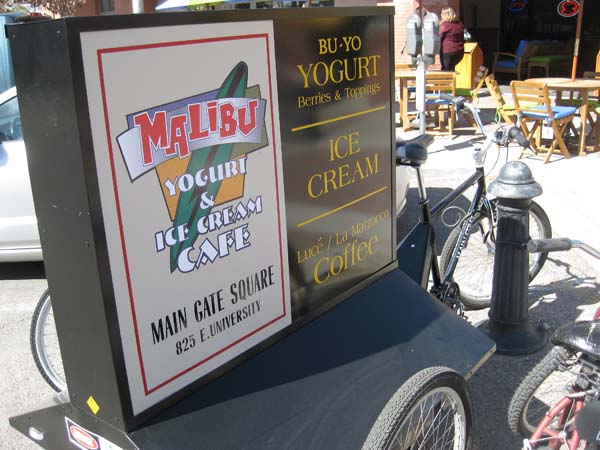 MALiBU
YOGURT
&
ICE CREAM
CAFE
MAIN GATE SQUARE
825 E.UNIVERSITY
BU-YO
YOGURT
Berries & Toppings
ICE
CREAM
Lucé / La Marzocco
Coffee